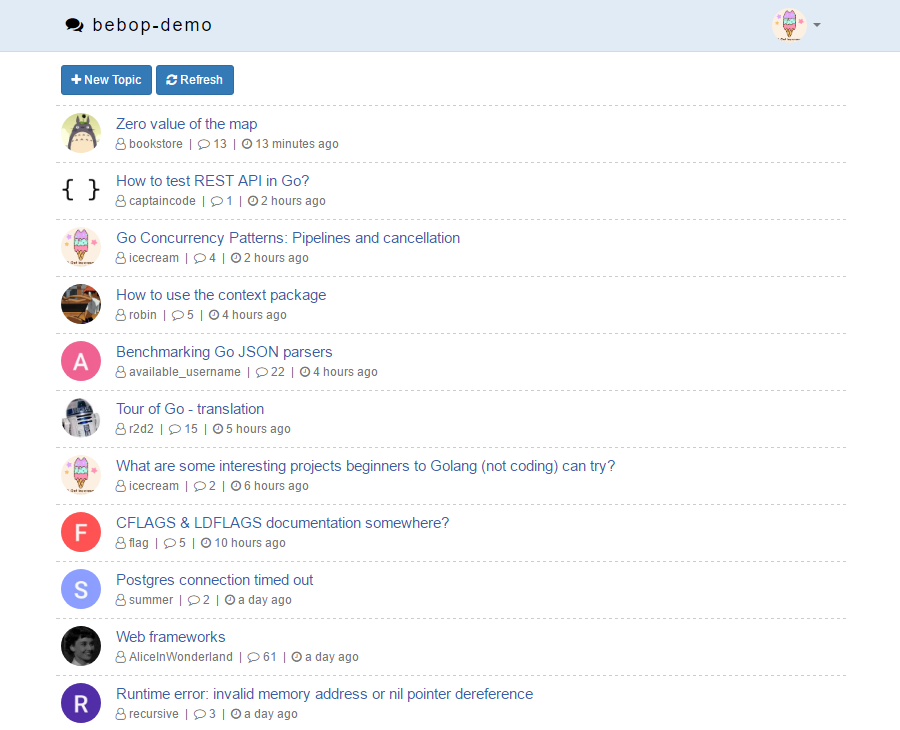 bebop-demo
New Topic Refresh
Zero value of the map
bookstore | 13 | 13 minutes ago
{ }
How to test REST API in Go?
captaincode | 1 | 2 hours ago
Go Concurrency Patterns: Pipelines and cancellation
icecream | 4 | 2 hours ago
How to use the context package
robin | 5 | 4 hours ago
A
Benchmarking Go JSON parsers
available_username | 22 | 4 hours ago
Tour of Go - translation
r2d2 | 15 | 5 hours ago
What are some interesting projects beginners to Golang (not coding) can try?
icecream | 2 | 6 hours ago
F
CFLAGS & LDFLAGS documentation somewhere?
flag | 5 | 10 hours ago
S
Postgres connection timed out
summer | 2 | a day ago
Web frameworks
AliceInWonderland | 61 | a day ago
R
Runtime error: invalid memory address or nil pointer dereference
recursive | 3 | a day ago